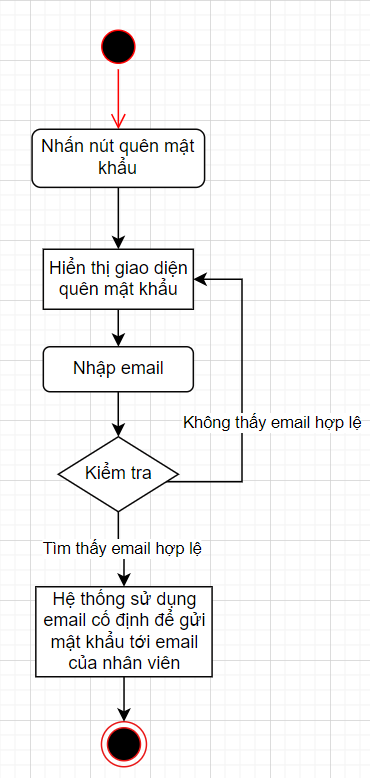 Nhấn nút quên mật
khẩu
Hiển thị giao diện
quên mật khẩu
Nhập email
Không thấy email hợp lệ
Kiểm tra
Tìm thấy email hợp lệ
Hệ thống sử dụng
email cố định để gửi
mật khẩu tới email
của nhân viên